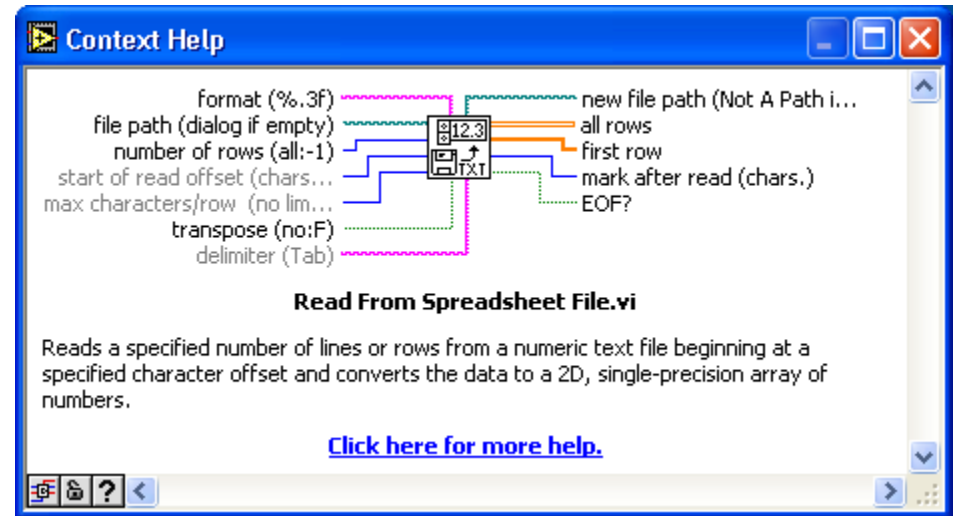 Context Help
format (%.3f)
file path (dialog if empty)
number of rows (all:-1)
start of read offset (chars...
max characters/row (no lim...
transpose (no:F)
delimiter (Tab)
12.3
TXT
new file path (Not A Path i...
all rows
first row
mark after read (chars.)
EOF?
Read From Spreadsheet File.vi
Reads a specified number of lines or rows from a numeric text file beginning at a
specified character offset and converts the data to a 2D, single-precision array of
numbers.
Click here for more help.
?